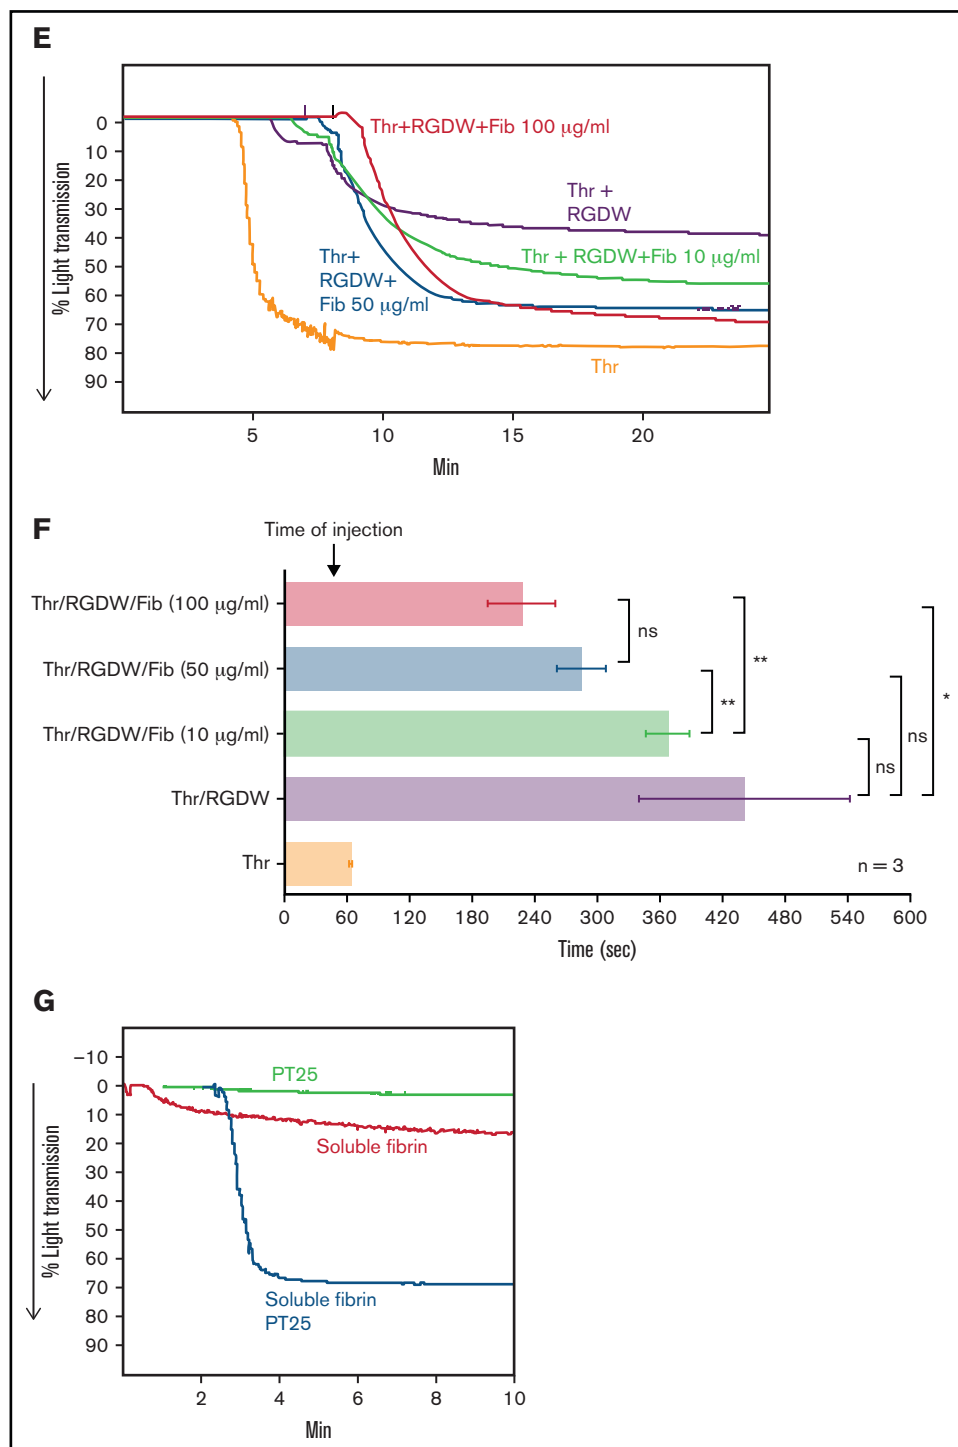 E
% Light transmission
0
10
20
30
40
50
60
70
80
90
Thr+RGDW+Fib 100 μg/ml
Thr +
RGDW
Thr + RGDW+Fib 10 μg/ml
Thr+
RGDW+
Fib 50 μg/ml
Thr
5
10
15
20
Min
F
Time of injection
Thr/RGDW/Fib (100 μg/ml)
Thr/RGDW/Fib (50 μg/ml)
Thr/RGDW/Fib (10 μg/ml)
Thr/RGDW
Thr
ns
**
**
ns
ns
*
n = 3
0
60
120
180
240
300
360
420
480
540
600
Time (sec)
G
% Light transmission
−10
0
10
20
30
40
50
60
70
80
90
PT25
Soluble fibrin
Soluble fibrin
PT25
2
4
6
8
10
Min